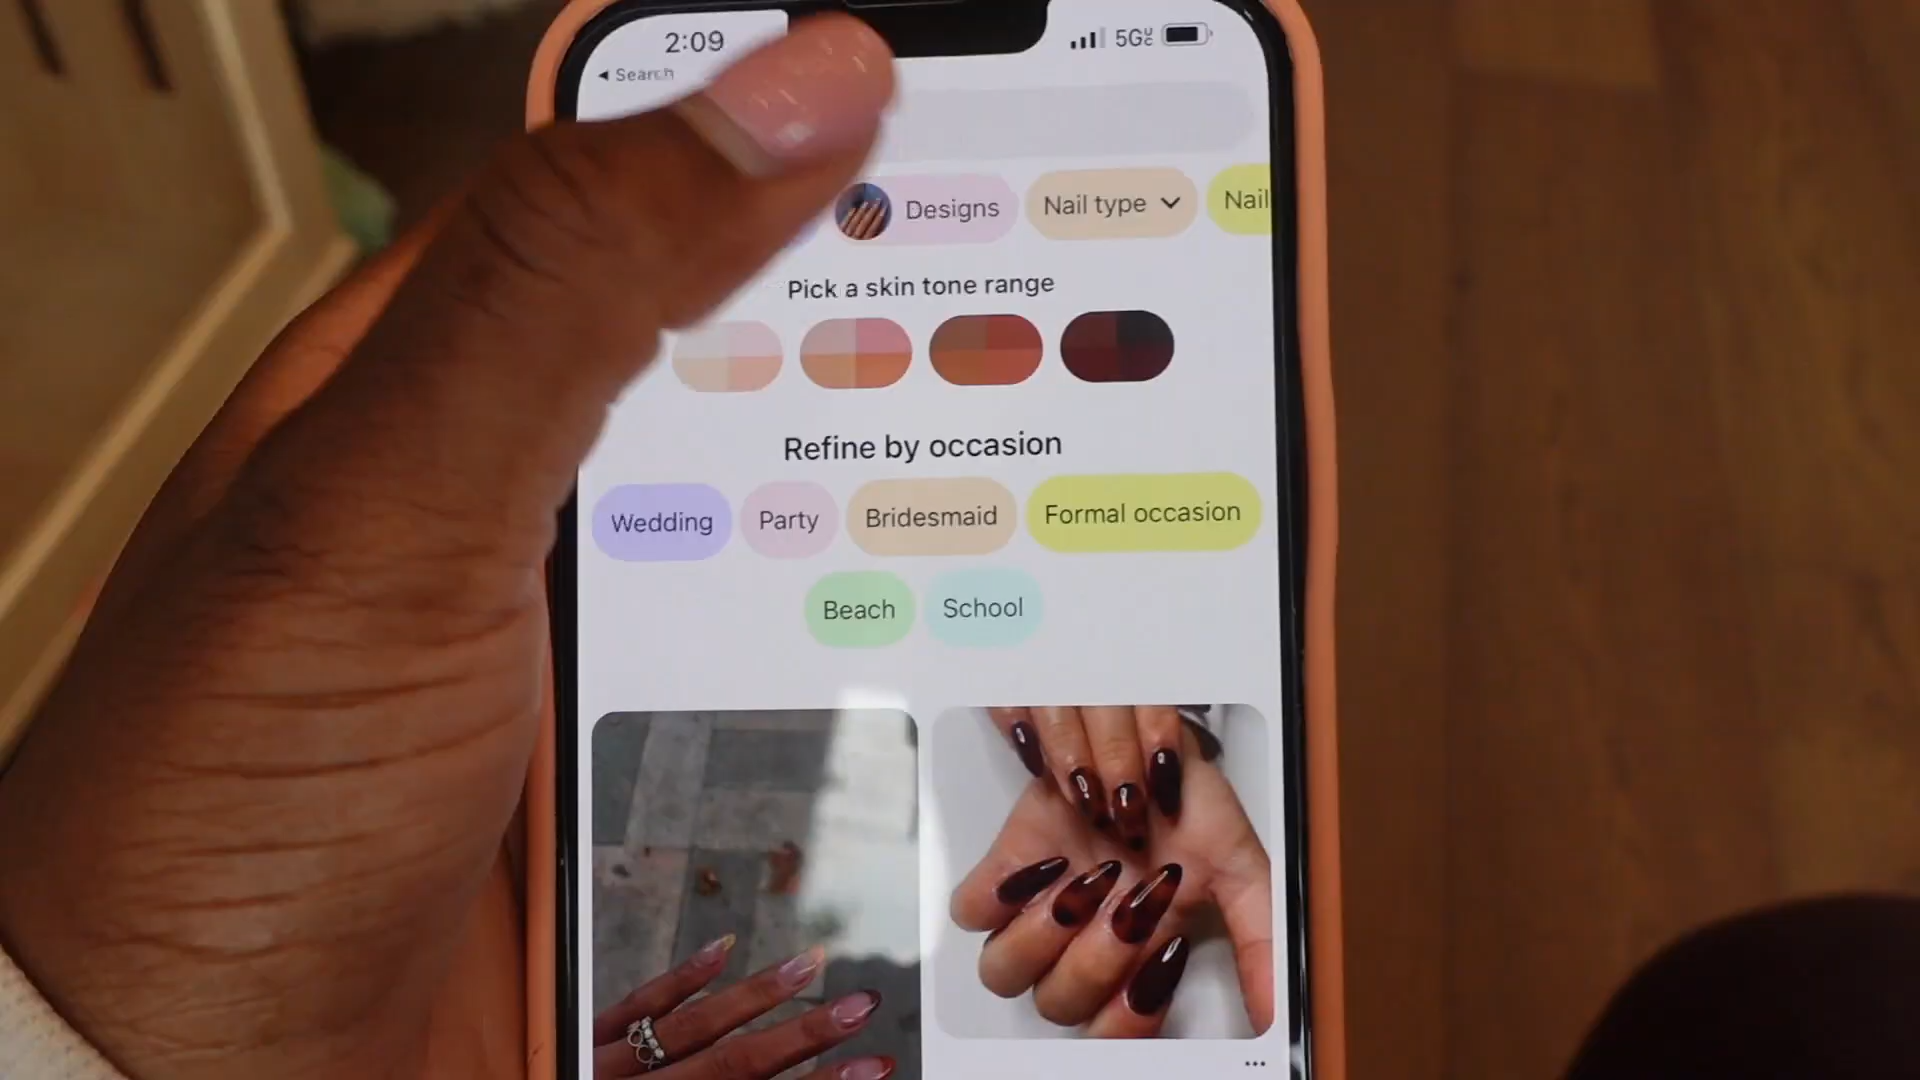 2:09
5G
Search
Designs
Nail type
Nail
Pick a skin tone range
Refine by occasion
Wedding
Party
Bridesmaid
Formal occasion
Beach
School